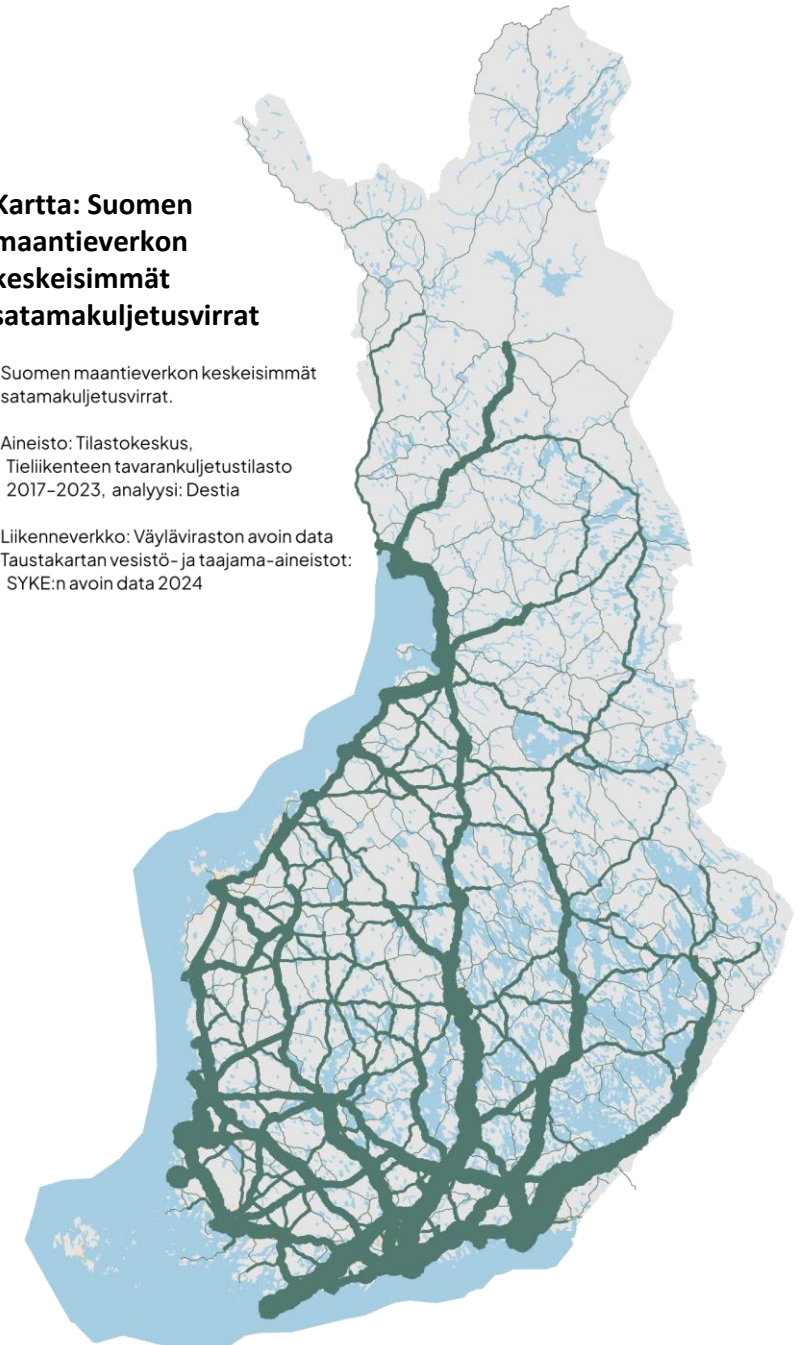 Kartta: Suomen
maantieverkon
keskeisimmät
satamakuljetusvirrat
Suomen maantieverkon keskeisimmät
satamakuljetusvirrat.
Aineisto: Tilastokeskus,
Tieliikenteen tavarankuljetustilasto
2017–2023, analyysi: Destia
Liikenneverkko: Väyläviraston avoin data
Taustakartan vesistö- ja taajama-aineistot:
SYKE:n avoin data 2024